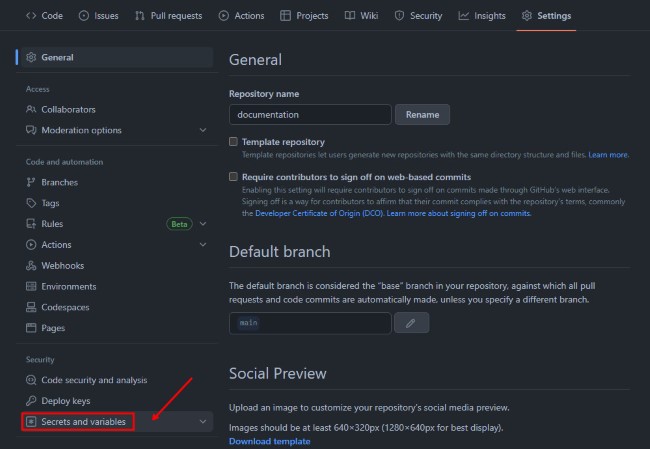 Code Issues Pull requests Actions Projects Wiki Security Insights Settings
General
Access
Collaborators
Moderation options
Code and automation
Branches
Tags
Rules Beta
Actions
Webhooks
Environments
Codespaces
Pages
Security
Code security and analysis
Deploy keys
Secrets and variables
General
Repository name
documentation Rename
Template repository
Template repositories let users generate new repositories with the same directory structure and files. Learn more.
Require contributors to sign off on web-based commits
Enabling this setting will require contributors to sign off on commits made through GitHub's web interface.
Signing off is a way for contributors to affirm that their commit complies with the repository's terms, commonly
the Developer Certificate of Origin (DCO). Learn more about signing off on commits.
Default branch
The default branch is considered the "base" branch in your repository, against which all pull
requests and code commits are automatically made, unless you specify a different branch.
main
Social Preview
Upload an image to customize your repository's social media preview.
Images should be at least 640×320px (1280×640px for best display).
Download template